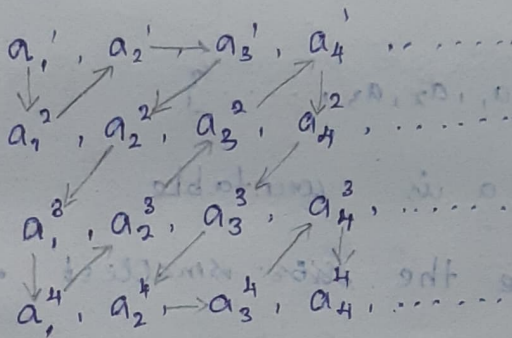 a₁¹, a₂¹ → a₃¹, a₄¹ ........
a₁², a₂², a₃², a₄², .......
a₁³, a₂³, a₃³, a₄³, .......
a₁⁴, a₂⁴ → a₃⁴, a₄⁴, .......